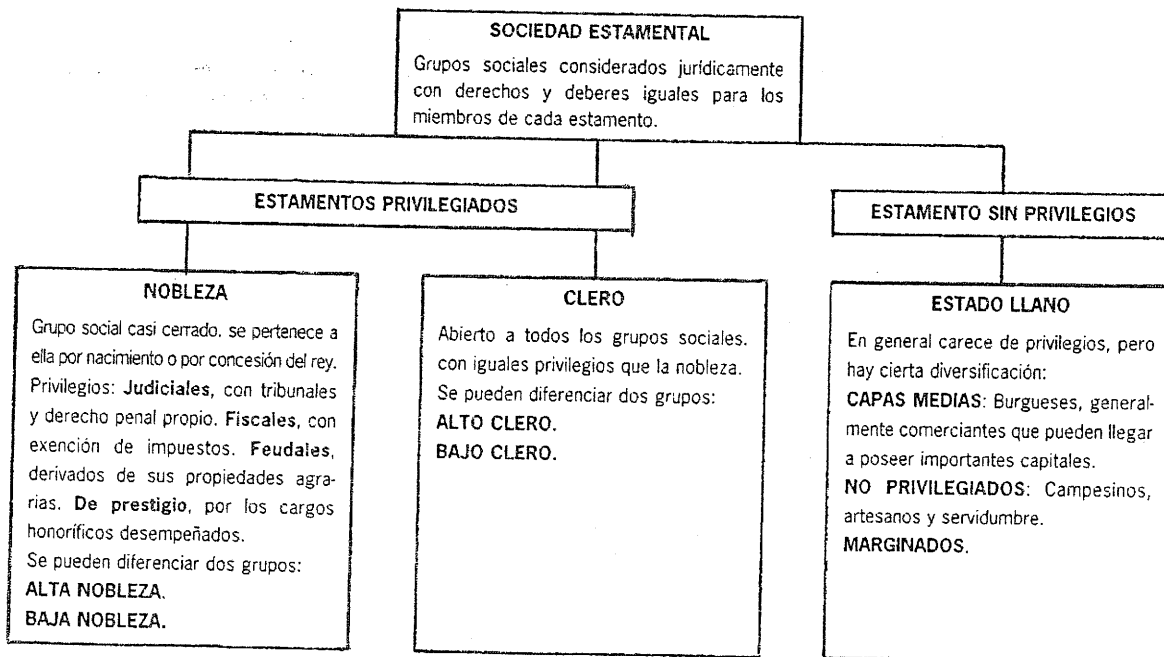 SOCIEDAD ESTAMENTAL
Grupos sociales considerados jurídicamente
con derechos y deberes iguales para los
miembros de cada estamento.
ESTAMENTOS PRIVILEGIADOS
ESTAMENTO SIN PRIVILEGIOS
NOBLEZA
Grupo social casi cerrado. se pertenece a
ella por nacimiento o por concesión del rey.
Privilegios: Judiciales, con tribunales
y derecho penal propio. Fiscales, con
exención de impuestos. Feudales,
derivados de sus propiedades agra-
rias. De prestigio, por los cargos
honoríficos desempeñados.
Se pueden diferenciar dos grupos:
ALTA NOBLEZA.
BAJA NOBLEZA.
CLERO
Abierto a todos los grupos sociales.
con iguales privilegios que la nobleza.
Se pueden diferenciar dos grupos:
ALTO CLERO.
BAJO CLERO.
ESTADO LLANO
En general carece de privilegios, pero
hay cierta diversificación:
CAPAS MEDIAS: Burgueses, general-
mente comerciantes que pueden llegar
a poseer importantes capitales.
NO PRIVILEGIADOS: Campesinos,
artesanos y servidumbre.
MARGINADOS.